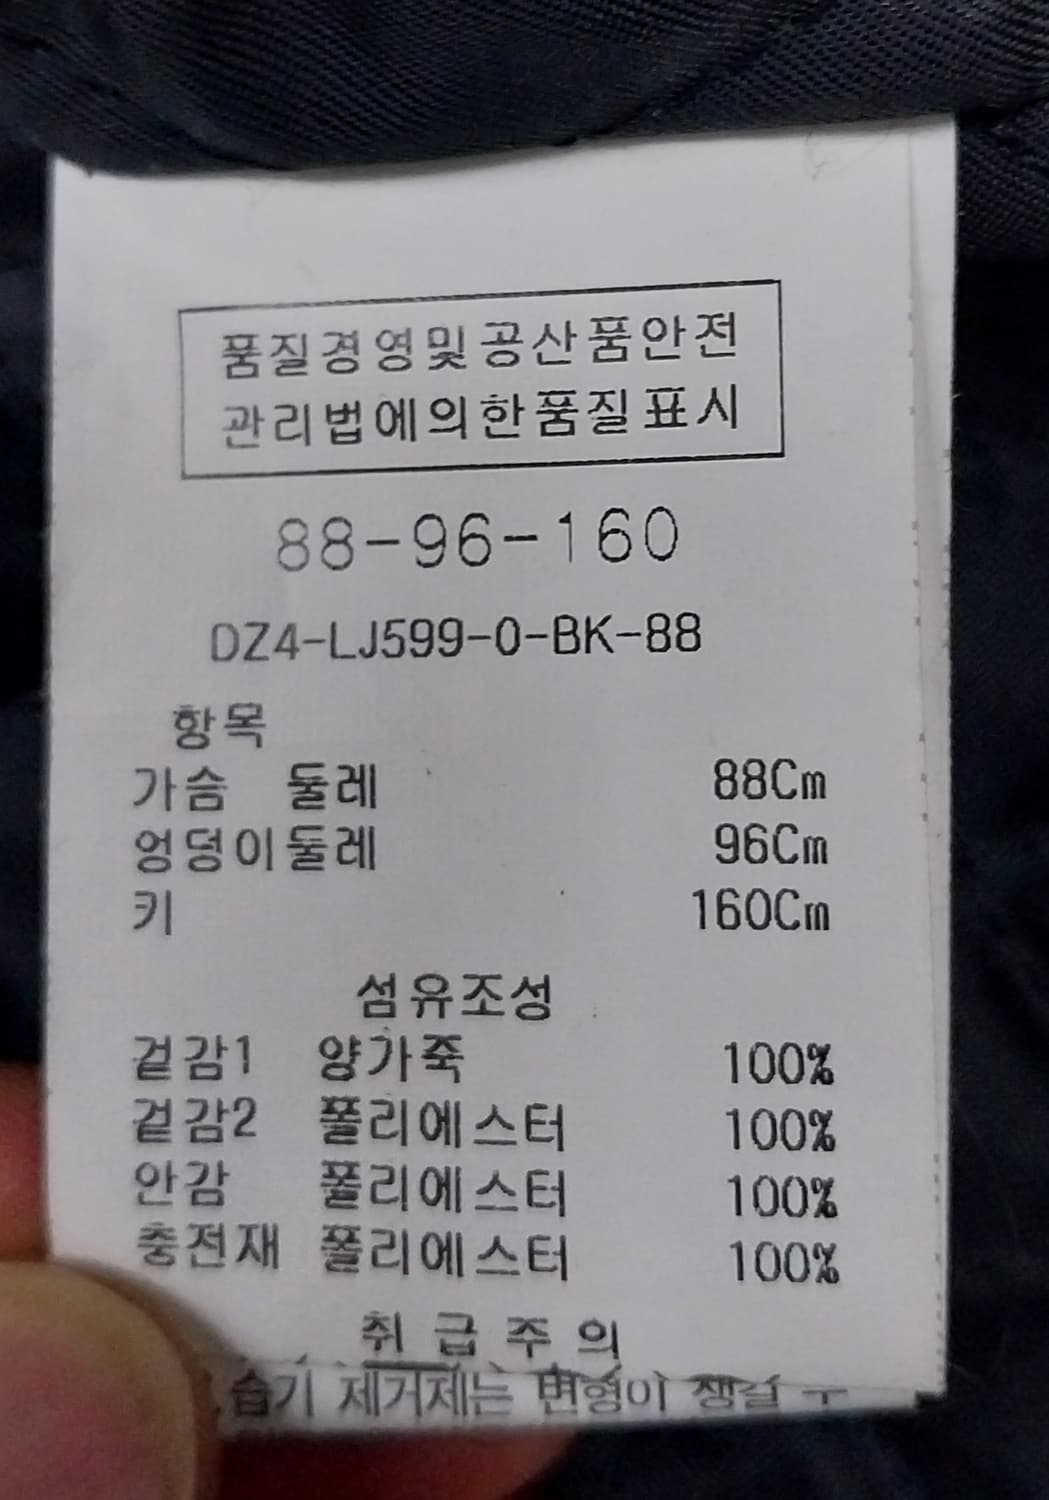 품질경영및공산품안전
관리법에의한품질표시
88-96-160
DZ4-LJ599-0-BK-88
항목
가슴 둘레 88Cm
엉덩이둘레 96Cm
키 160Cm
섬유조성
겉감1 양가죽 100%
겉감2 폴리에스터 100%
안감 폴리에스터 100%
충전재 폴리에스터 100%
취급주의
습기 제거제는 변형이